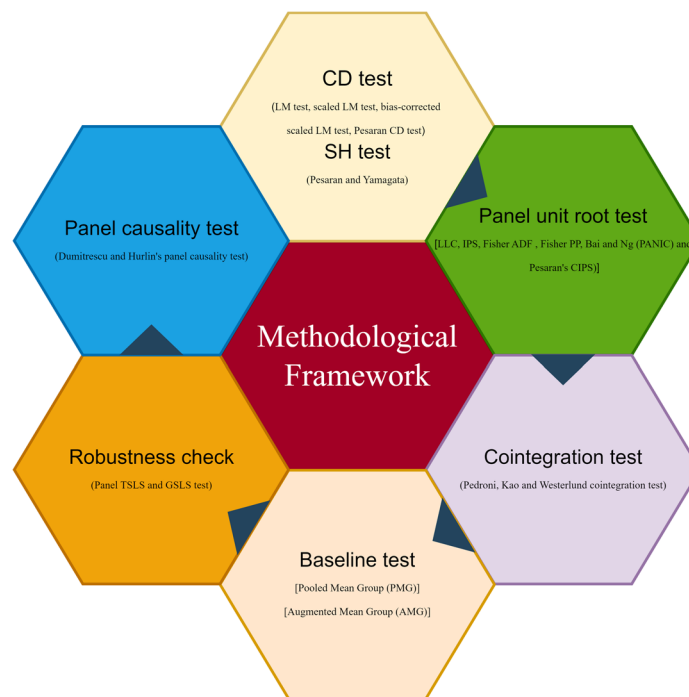 CD test
(LM test, scaled LM test, bias-corrected
scaled LM test, Pesaran CD test)
SH test
(Pesaran and Yamagata)
Panel unit root test
[LLC, IPS, Fisher ADF , Fisher PP, Bai and Ng (PANIC) and
Pesaran's CIPS)]
Panel causality test
(Dumitrescu and Hurlin's panel causality test)
Methodological
Framework
Cointegration test
(Pedroni, Kao and Westerlund cointegration test)
Robustness check
(Panel TSLS and GSLS test)
Baseline test
[Pooled Mean Group (PMG)]
[Augmented Mean Group (AMG)]